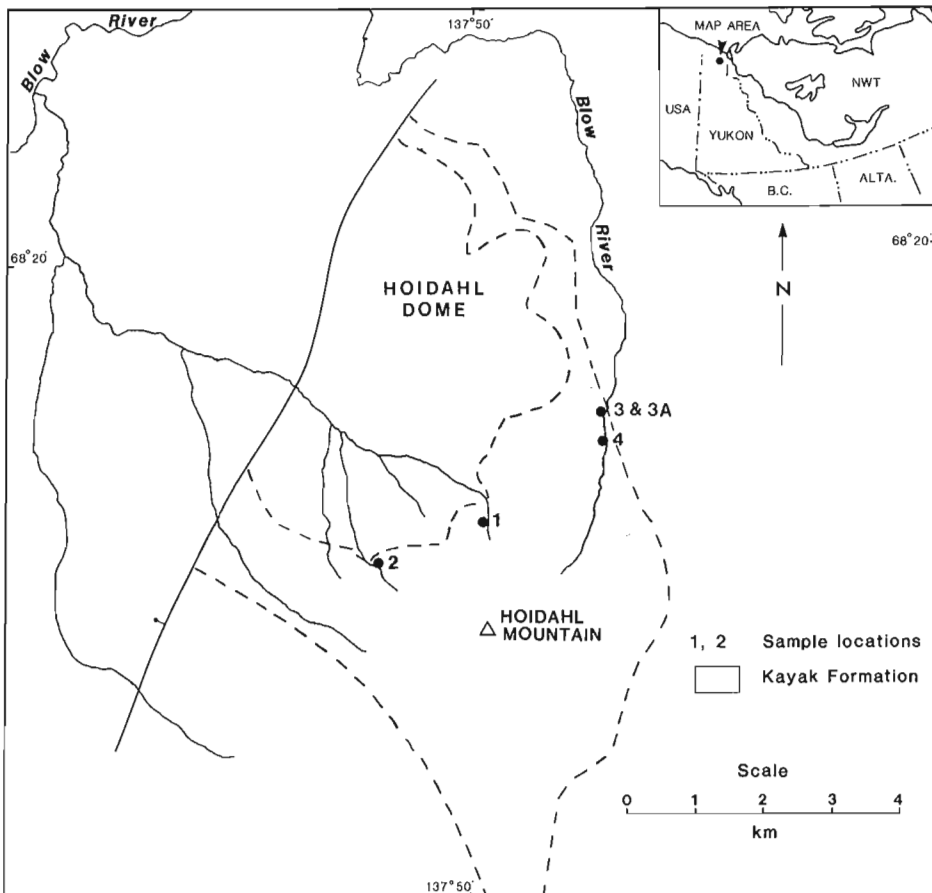 River
Blow
137°50'
Blow
River
MAP AREA
NWT
USA
YUKON
B.C.
ALTA.
68°20'
68°20'
N
HOIDAHL
DOME
3 & 3A
4
1
2
HOIDAHL
MOUNTAIN
1, 2 Sample locations
Kayak Formation
Scale
0 1 2 3 4
km
137°50'